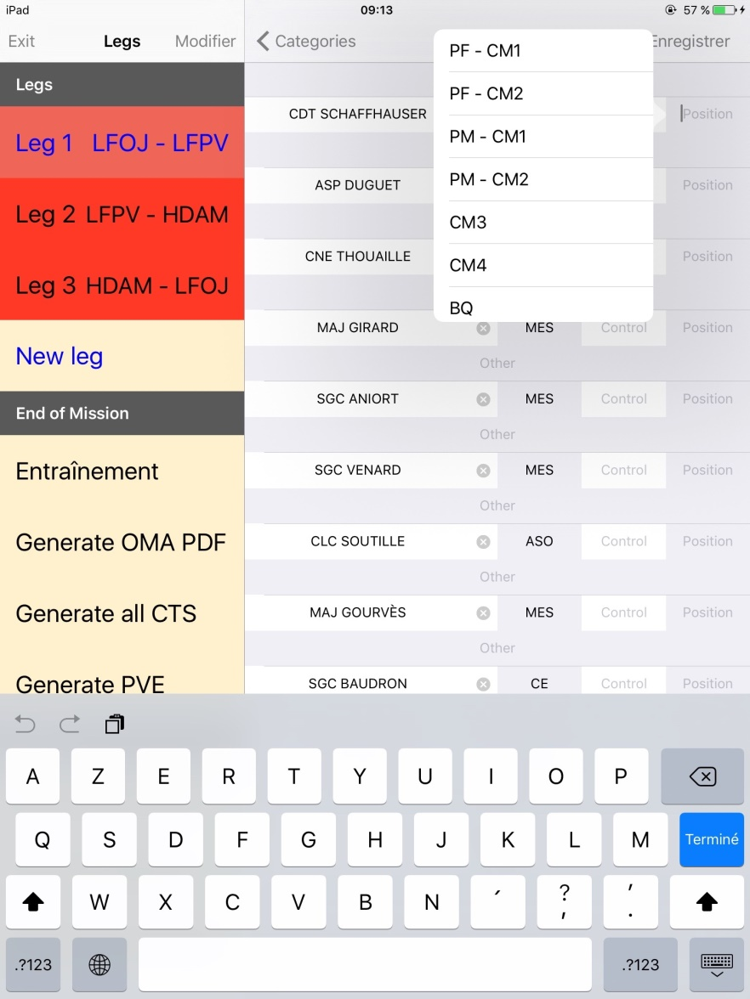 iPad 09:13 57 %
Exit Legs Modifier
Categories Enregistrer
Legs
Leg 1 LFOJ - LFPV
Leg 2 LFPV - HDAM
Leg 3 HDAM - LFOJ
New leg
End of Mission
Entraînement
Generate OMA PDF
Generate all CTS
Generate PVE
PF - CM1
PF - CM2
PM - CM1
PM - CM2
CM3
CM4
BQ
CDT SCHAFFHAUSER Position
ASP DUGUET Position
CNE THOUAILLE Position
MAJ GIRARD MES Control Position
Other
SGC ANIORT MES Control Position
Other
SGC VENARD MES Control Position
Other
CLC SOUTILLE ASO Control Position
Other
MAJ GOURVÈS MES Control Position
Other
SGC BAUDRON CE Control Position
A Z E R T Y U I O P
Q S D F G H J K L M Terminé
W X C V B N ´ ? , ' .
.?123 .?123